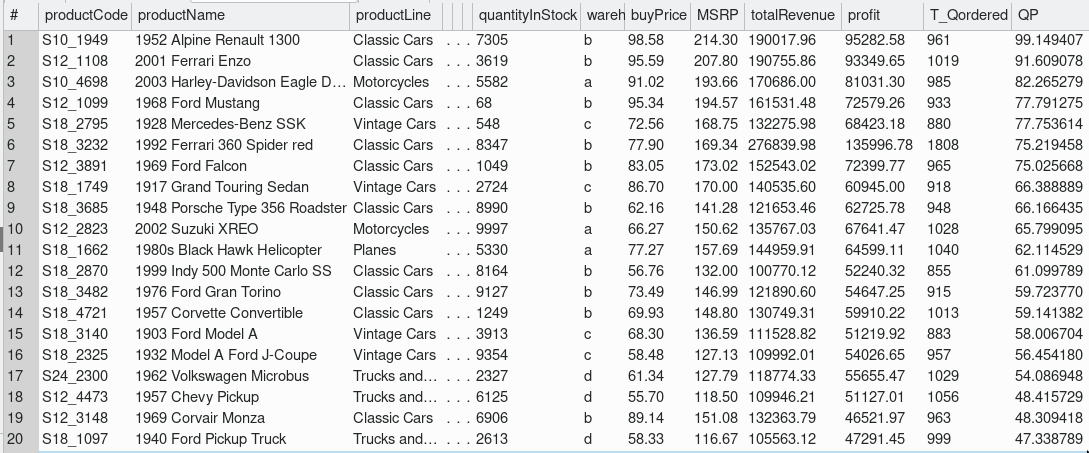 # productCode productName productLine quantityInStock wareh buyPrice MSRP totalRevenue profit T_Qordered QP
1 S10_1949 1952 Alpine Renault 1300 Classic Cars . . . 7305 b 98.58 214.30 190017.96 95282.58 961 99.149407
2 S12_1108 2001 Ferrari Enzo Classic Cars . . . 3619 b 95.59 207.80 190755.86 93349.65 1019 91.609078
3 S10_4698 2003 Harley-Davidson Eagle D... Motorcycles . . . 5582 a 91.02 193.66 170686.00 81031.30 985 82.265279
4 S12_1099 1968 Ford Mustang Classic Cars . . . 68 b 95.34 194.57 161531.48 72579.26 933 77.791275
5 S18_2795 1928 Mercedes-Benz SSK Vintage Cars . . . 548 c 72.56 168.75 132275.98 68423.18 880 77.753614
6 S18_3232 1992 Ferrari 360 Spider red Classic Cars . . . 8347 b 77.90 169.34 276839.98 135996.78 1808 75.219458
7 S12_3891 1969 Ford Falcon Classic Cars . . . 1049 b 83.05 173.02 152543.02 72399.77 965 75.025668
8 S18_1749 1917 Grand Touring Sedan Vintage Cars . . . 2724 c 86.70 170.00 140535.60 60945.00 918 66.388889
9 S18_3685 1948 Porsche Type 356 Roadster Classic Cars . . . 8990 b 62.16 141.28 121653.46 62725.78 948 66.166435
10 S12_2823 2002 Suzuki XREO Motorcycles . . . 9997 a 66.27 150.62 135767.03 67641.47 1028 65.799095
11 S18_1662 1980s Black Hawk Helicopter Planes . . . 5330 a 77.27 157.69 144959.91 64599.11 1040 62.114529
12 S18_2870 1999 Indy 500 Monte Carlo SS Classic Cars . . . 8164 b 56.76 132.00 100770.12 52240.32 855 61.099789
13 S18_3482 1976 Ford Gran Torino Classic Cars . . . 9127 b 73.49 146.99 121890.60 54647.25 915 59.723770
14 S18_4721 1957 Corvette Convertible Classic Cars . . . 1249 b 69.93 148.80 130749.31 59910.22 1013 59.141382
15 S18_3140 1903 Ford Model A Vintage Cars . . . 3913 c 68.30 136.59 111528.82 51219.92 883 58.006704
16 S18_2325 1932 Model A Ford J-Coupe Vintage Cars . . . 9354 c 58.48 127.13 109992.01 54026.65 957 56.454180
17 S24_2300 1962 Volkswagen Microbus Trucks and... . . . 2327 d 61.34 127.79 118774.33 55655.47 1029 54.086948
18 S12_4473 1957 Chevy Pickup Trucks and... . . . 6125 d 55.70 118.50 109946.21 51127.01 1056 48.415729
19 S12_3148 1969 Corvair Monza Classic Cars . . . 6906 b 89.14 151.08 132363.79 46521.97 963 48.309418
20 S18_1097 1940 Ford Pickup Truck Trucks and... . . . 2613 d 58.33 116.67 105563.12 47291.45 999 47.338789